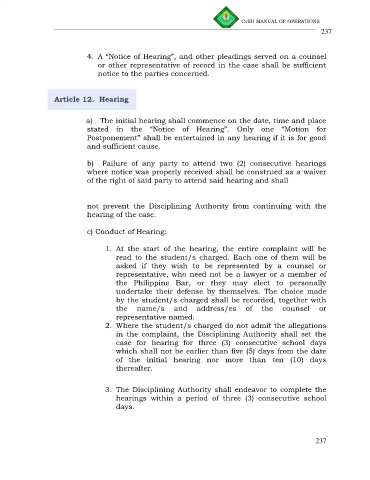 CvSU MANUAL OF OPERATIONS
237
4. A “Notice of Hearing”, and other pleadings served on a counsel
or other representative of record in the case shall be sufficient
notice to the parties concerned.
Article 12. Hearing
a) The initial hearing shall commence on the date, time and place
stated in the “Notice of Hearing”. Only one “Motion for
Postponement” shall be entertained in any hearing if it is for good
and sufficient cause.
b) Failure of any party to attend two (2) consecutive hearings
where notice was properly received shall be construed as a waiver
of the right of said party to attend said hearing and shall
not prevent the Disciplining Authority from continuing with the
hearing of the case.
c) Conduct of Hearing:
1. At the start of the hearing, the entire complaint will be
read to the student/s charged. Each one of them will be
asked if they wish to be represented by a counsel or
representative, who need not be a lawyer or a member of
the Philippine Bar, or they may elect to personally
undertake their defense by themselves. The choice made
by the student/s charged shall be recorded, together with
the name/s and address/es of the counsel or
representative named.
2. Where the student/s charged do not admit the allegations
in the complaint, the Disciplining Authority shall set the
case for hearing for three (3) consecutive school days
which shall not be earlier than five (5) days from the date
of the initial hearing nor more than ten (10) days
thereafter.
3. The Disciplining Authority shall endeavor to complete the
hearings within a period of three (3) consecutive school
days.
237